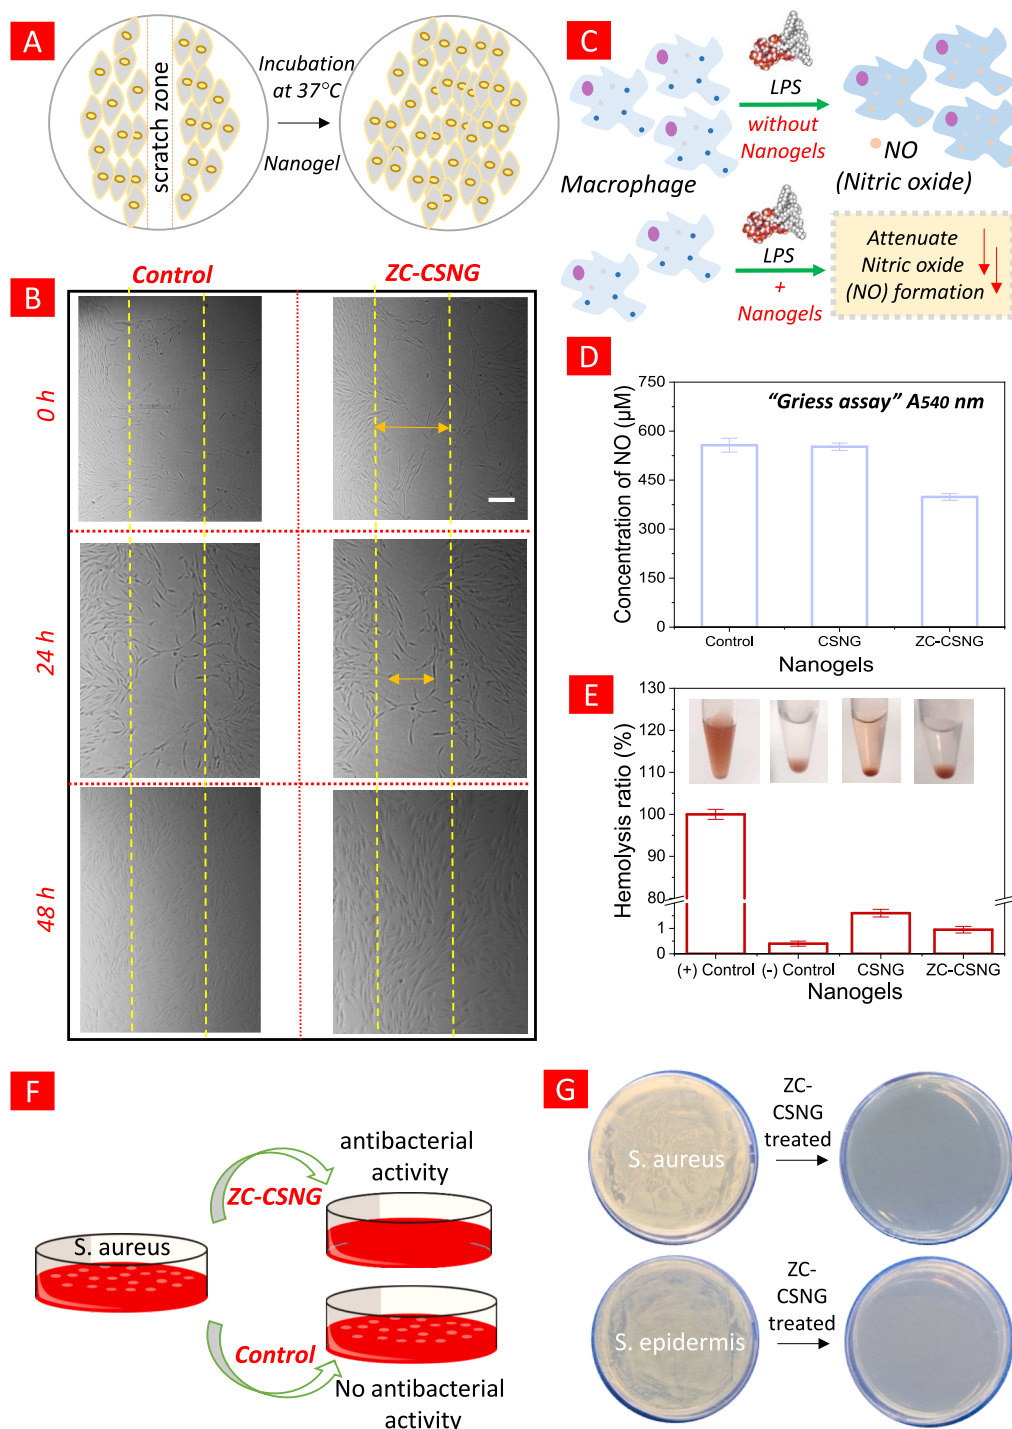 A
scratch zone
Incubation
at 37°C
Nanogel
B
Control
ZC-CSNG
0 h
24 h
48 h
C
LPS
without
Nanogels
Macrophage
NO
(Nitric oxide)
LPS
+
Nanogels
Attenuate
Nitric oxide
(NO) formation
D
750
600
450
300
150
0
Concentration of NO (µM)
“Griess assay” A540 nm
Control
CSNG
ZC-CSNG
Nanogels
E
130
120
110
100
90
80
1
0
Hemolysis ratio (%)
(+) Control
(-) Control
CSNG
ZC-CSNG
Nanogels
F
S. aureus
ZC-CSNG
antibacterial
activity
Control
No antibacterial
activity
G
S. aureus
ZC-
CSNG
treated
S. epidermis
ZC-
CSNG
treated